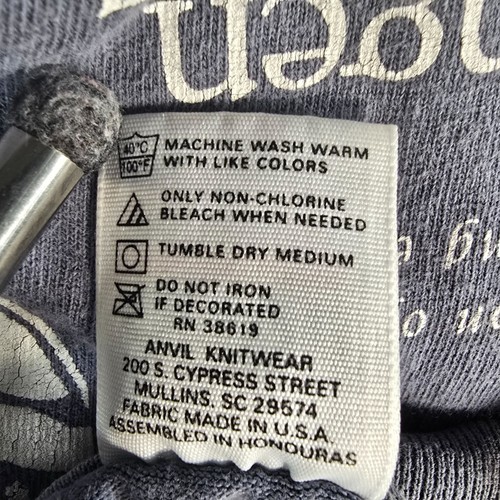 ugen
40°C
100°F
MACHINE WASH WARM
WITH LIKE COLORS
ONLY NON-CHLORINE
BLEACH WHEN NEEDED
TUMBLE DRY MEDIUM
DO NOT IRON
IF DECORATED
RN 38619
ANVIL KNITWEAR
200 S. CYPRESS STREET
MULLINS, SC 29574
FABRIC MADE IN U.S.A.
ASSEMBLED IN HONDURAS